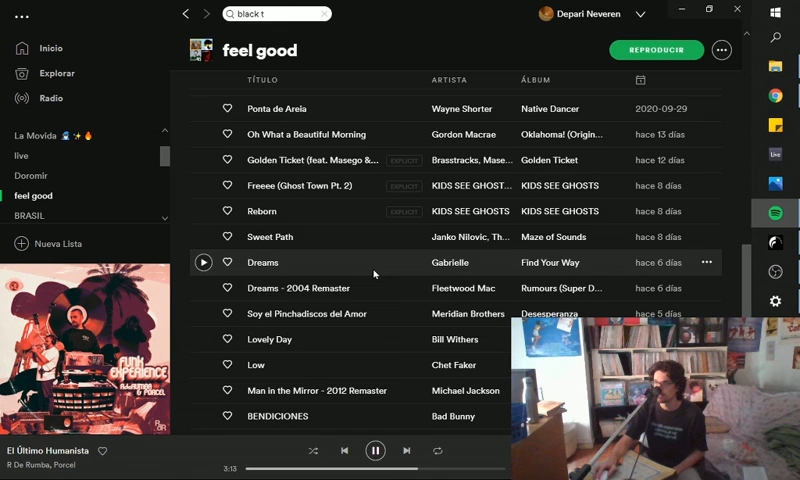 black t
Depari Neveren
Inicio
Explorar
Radio
La Movida
live
Doromir
feel good
BRASIL
Nueva Lista
feel good
REPRODUCIR
TÍTULO ARTISTA ÁLBUM
Ponta de Areia Wayne Shorter Native Dancer 2020-09-29
Oh What a Beautiful Morning Gordon Macrae Oklahoma! (Origin... hace 13 días
Golden Ticket (feat. Masego &... EXPLICIT Brasstracks, Mase... Golden Ticket hace 12 días
Freeee (Ghost Town Pt. 2) EXPLICIT KIDS SEE GHOST... KIDS SEE GHOSTS hace 8 días
Reborn EXPLICIT KIDS SEE GHOST... KIDS SEE GHOSTS hace 8 días
Sweet Path Janko Nilovic, Th... Maze of Sounds hace 8 días
Dreams Gabrielle Find Your Way hace 6 días
Dreams - 2004 Remaster Fleetwood Mac Rumours (Super D... hace 6 días
Soy el Pinchadiscos del Amor Meridian Brothers Desesperanza hace 5 días
Lovely Day Bill Withers
Low Chet Faker
Man in the Mirror - 2012 Remaster Michael Jackson
BENDICIONES Bad Bunny
FUNK
EXPERIENCE
R DE RUMBA & PORCEL
El Último Humanista
R De Rumba, Porcel
3:13
Live